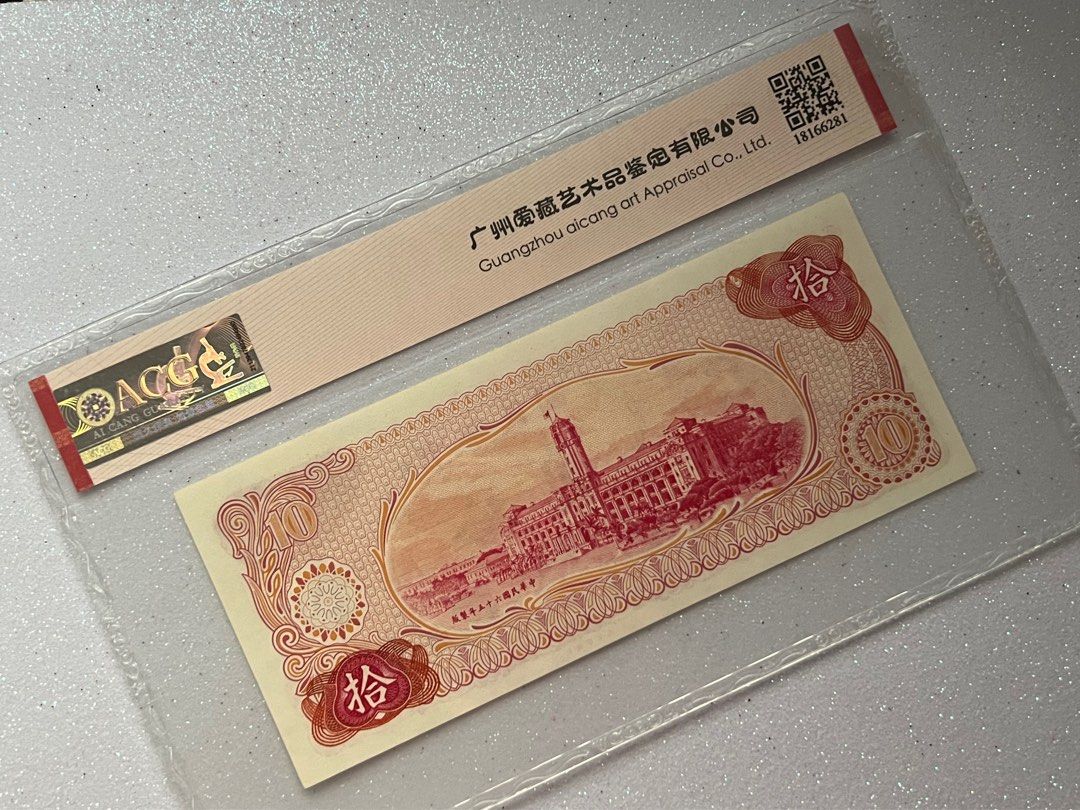 广州爱藏艺术品鉴定有限公司
Guangzhou aicang art Appraisal Co., Ltd.
18166281
ACG
AI CANG
拾
10
10
中華民國六十五年製版
拾